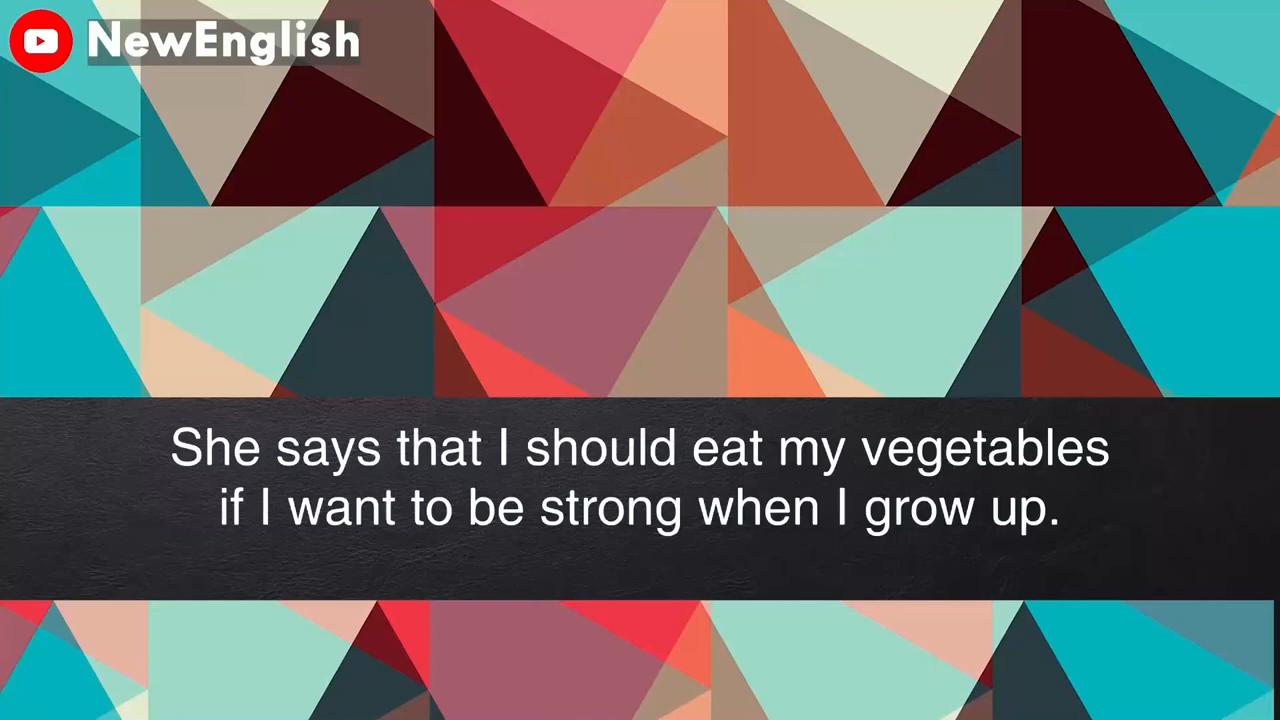 NewEnglish
She says that I should eat my vegetables
if I want to be strong when I grow up.